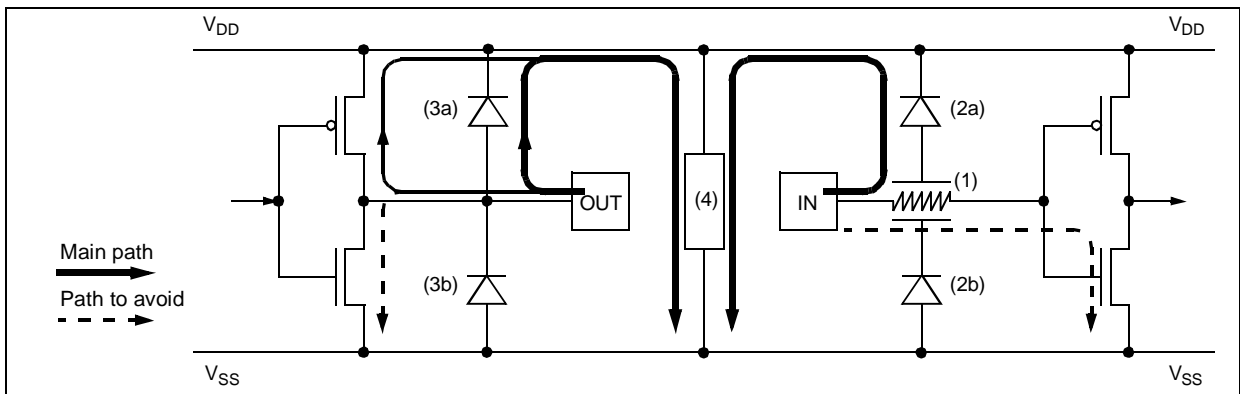 VDD VDD
(3a) (2a)
(1)
OUT (4) IN
Main path
(3b) (2b)
Path to avoid
VSS VSS